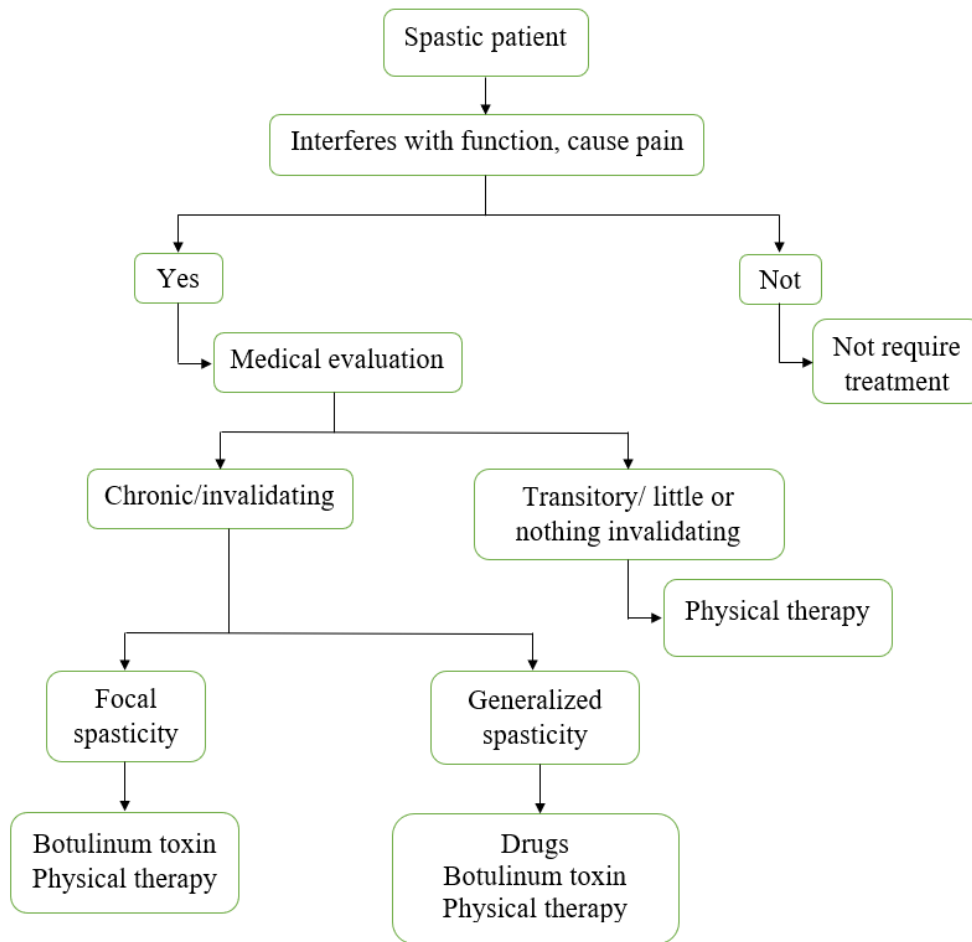 Spastic patient
Interferes with function, cause pain
Yes
Not
Medical evaluation
Not require
treatment
Chronic/invalidating
Transitory/ little or
nothing invalidating
Physical therapy
Focal
spasticity
Generalized
spasticity
Botulinum toxin
Physical therapy
Drugs
Botulinum toxin
Physical therapy